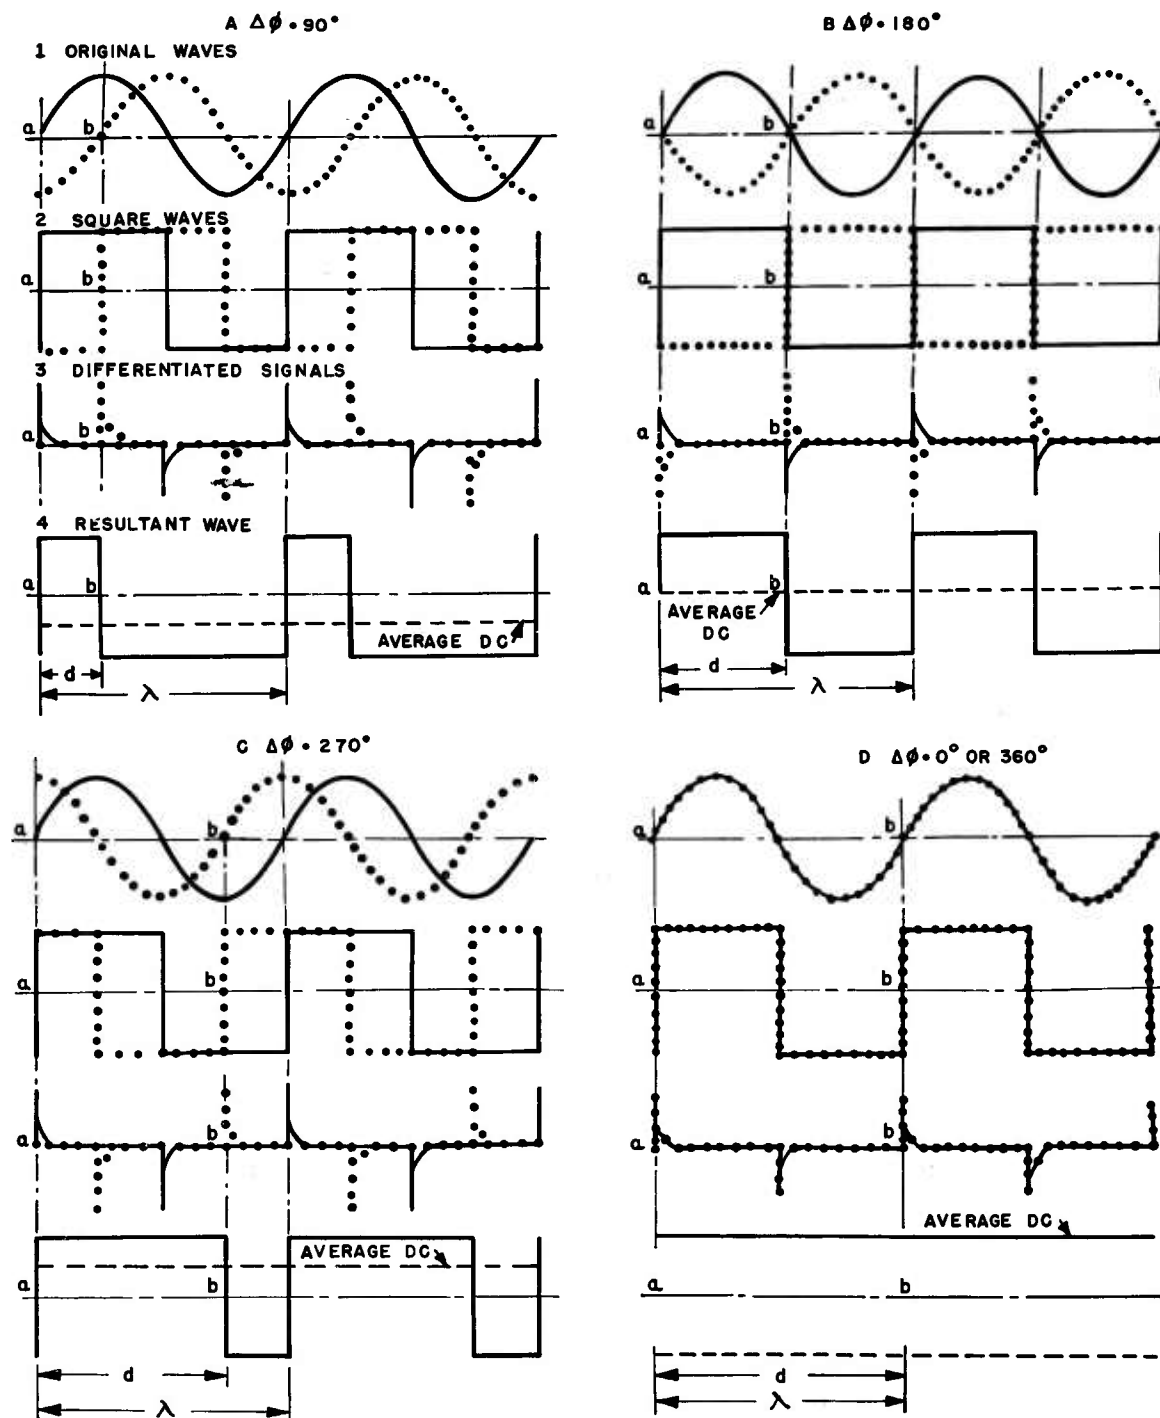 A Δϕ • 90°
1 ORIGINAL WAVES
a b
2 SQUARE WAVES
a b
3 DIFFERENTIATED SIGNALS
a b
4 RESULTANT WAVE
a b
AVERAGE DC
d
λ
B Δϕ • 180°
a b
a b
a b
a b
AVERAGE
DC
d
λ
C Δϕ • 270°
a b
a b
a b
AVERAGE DC
a b
d
λ
D Δϕ • 0° OR 360°
a b
a b
a b
AVERAGE DC
a b
d
λ